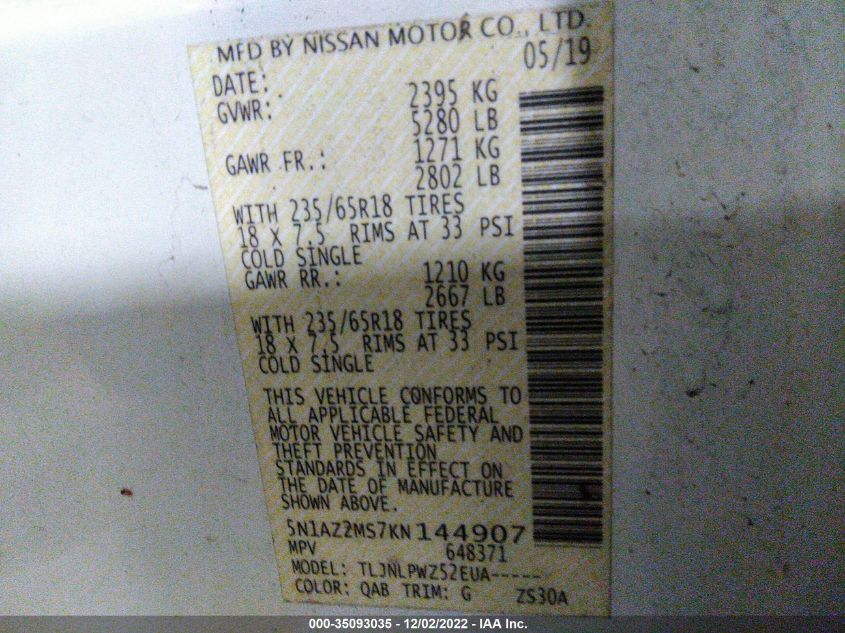 MFD BY NISSAN MOTOR CO., LTD.
DATE: 05/19
GVWR: 2395 KG
5280 LB
GAWR FR.: 1271 KG
2802 LB
WITH 235/65R18 TIRES
18 X 7.5 RIMS AT 33 PSI
COLD SINGLE
GAWR RR.: 1210 KG
2667 LB
WITH 235/65R18 TIRES
18 X 7.5 RIMS AT 33 PSI
COLD SINGLE
THIS VEHICLE CONFORMS TO
ALL APPLICABLE FEDERAL
MOTOR VEHICLE SAFETY AND
THEFT PREVENTION
STANDARDS IN EFFECT ON
THE DATE OF MANUFACTURE
SHOWN ABOVE.
5N1AZ2MS7KN144907
MPV 648371
MODEL: TLJNLPWZ52EUA-----
COLOR: QAB TRIM: G ZS30A
000-35093035 - 12/02/2022 - IAA Inc.